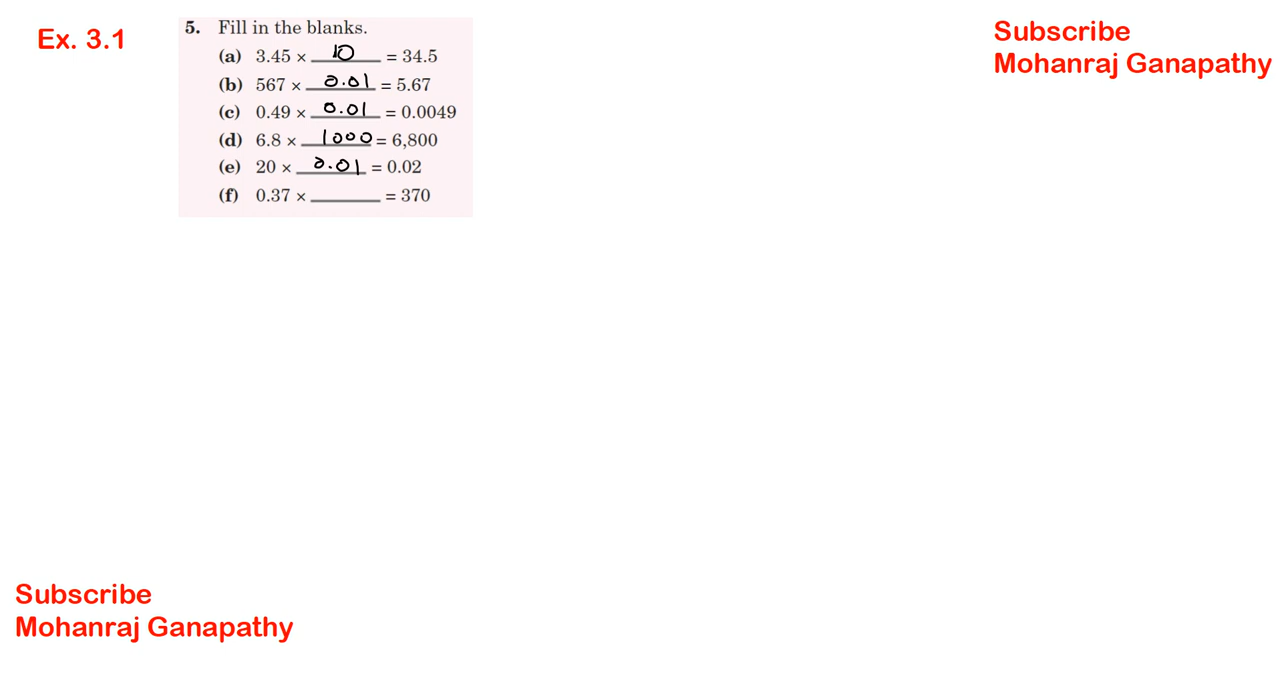 Ex. 3.1
5. Fill in the blanks.
(a) 3.45 × 10 = 34.5
(b) 567 × 0.01 = 5.67
(c) 0.49 × 0.01 = 0.0049
(d) 6.8 × 1000 = 6,800
(e) 20 × 0.01 = 0.02
(f) 0.37 × ______ = 370
Subscribe
Mohanraj Ganapathy
Subscribe
Mohanraj Ganapathy